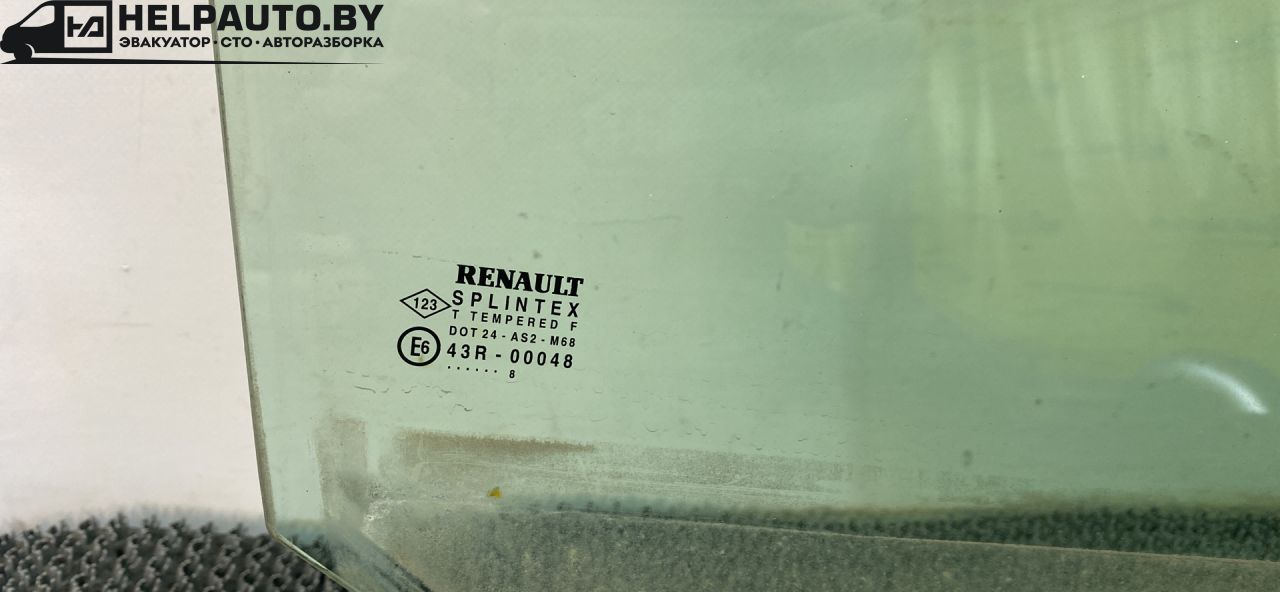 HELPAUTO.BY
ЭВАКУАТОР·СТО·АВТОРАЗБОРКА
RENAULT
123 SPLINTEX
T TEMPERED F
DOT 24 - AS2 - M68
E6 43R - 00048
...... 8